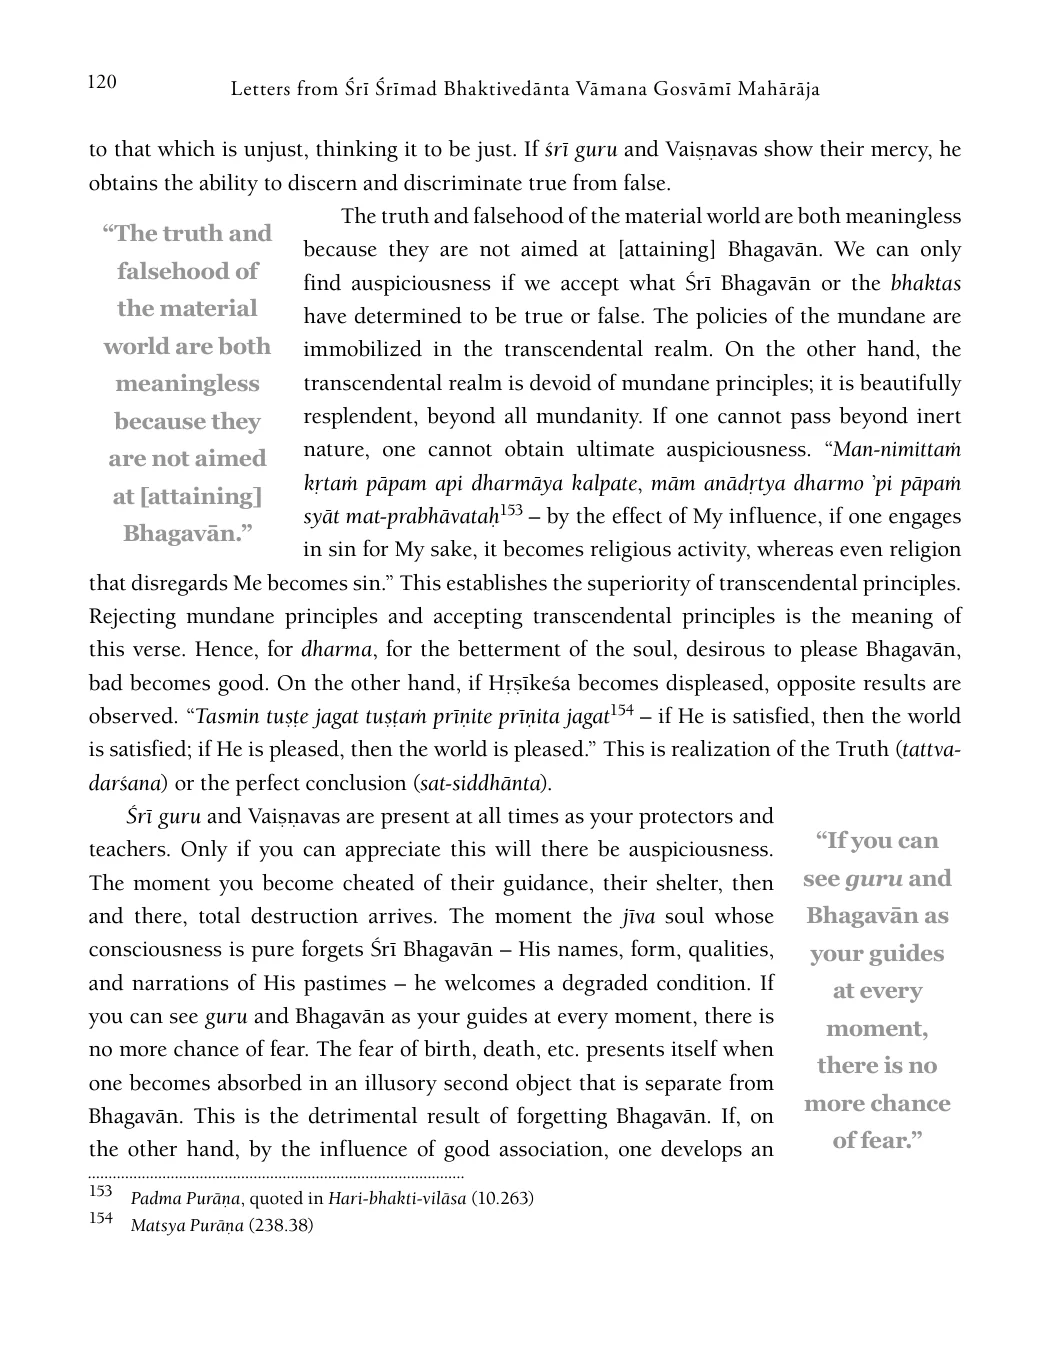 120
Letters from Śrī Śrīmad Bhaktivedānta Vāmana Gosvāmī Mahārāja
to that which is unjust, thinking it to be just. If śrī guru and Vaiṣṇavas show their mercy, he
obtains the ability to discern and discriminate true from false.
“The truth and
falsehood of
the material
world are both
meaningless
because they
are not aimed
at [attaining]
Bhagavān.”
The truth and falsehood of the material world are both meaningless
because they are not aimed at [attaining] Bhagavān. We can only
find auspiciousness if we accept what Śrī Bhagavān or the bhaktas
have determined to be true or false. The policies of the mundane are
immobilized in the transcendental realm. On the other hand, the
transcendental realm is devoid of mundane principles; it is beautifully
resplendent, beyond all mundanity. If one cannot pass beyond inert
nature, one cannot obtain ultimate auspiciousness. “Man-nimittaṁ
kṛtaṁ pāpam api dharmāya kalpate, mām anādṛtya dharmo ’pi pāpaṁ
syāt mat-prabhāvataḥ153 – by the effect of My influence, if one engages
in sin for My sake, it becomes religious activity, whereas even religion
that disregards Me becomes sin.” This establishes the superiority of transcendental principles.
Rejecting mundane principles and accepting transcendental principles is the meaning of
this verse. Hence, for dharma, for the betterment of the soul, desirous to please Bhagavān,
bad becomes good. On the other hand, if Hṛṣīkeśa becomes displeased, opposite results are
observed. “Tasmin tuṣṭe jagat tuṣṭaṁ prīṇite prīṇita jagat154 – if He is satisfied, then the world
is satisfied; if He is pleased, then the world is pleased.” This is realization of the Truth (tattva-
darśana) or the perfect conclusion (sat-siddhānta).
Śrī guru and Vaiṣṇavas are present at all times as your protectors and
teachers. Only if you can appreciate this will there be auspiciousness.
The moment you become cheated of their guidance, their shelter, then
and there, total destruction arrives. The moment the jīva soul whose
consciousness is pure forgets Śrī Bhagavān – His names, form, qualities,
and narrations of His pastimes – he welcomes a degraded condition. If
you can see guru and Bhagavān as your guides at every moment, there is
no more chance of fear. The fear of birth, death, etc. presents itself when
one becomes absorbed in an illusory second object that is separate from
Bhagavān. This is the detrimental result of forgetting Bhagavān. If, on
the other hand, by the influence of good association, one develops an
“If you can
see guru and
Bhagavān as
your guides
at every
moment,
there is no
more chance
of fear.”
153 Padma Purāṇa, quoted in Hari-bhakti-vilāsa (10.263)
154 Matsya Purāṇa (238.38)